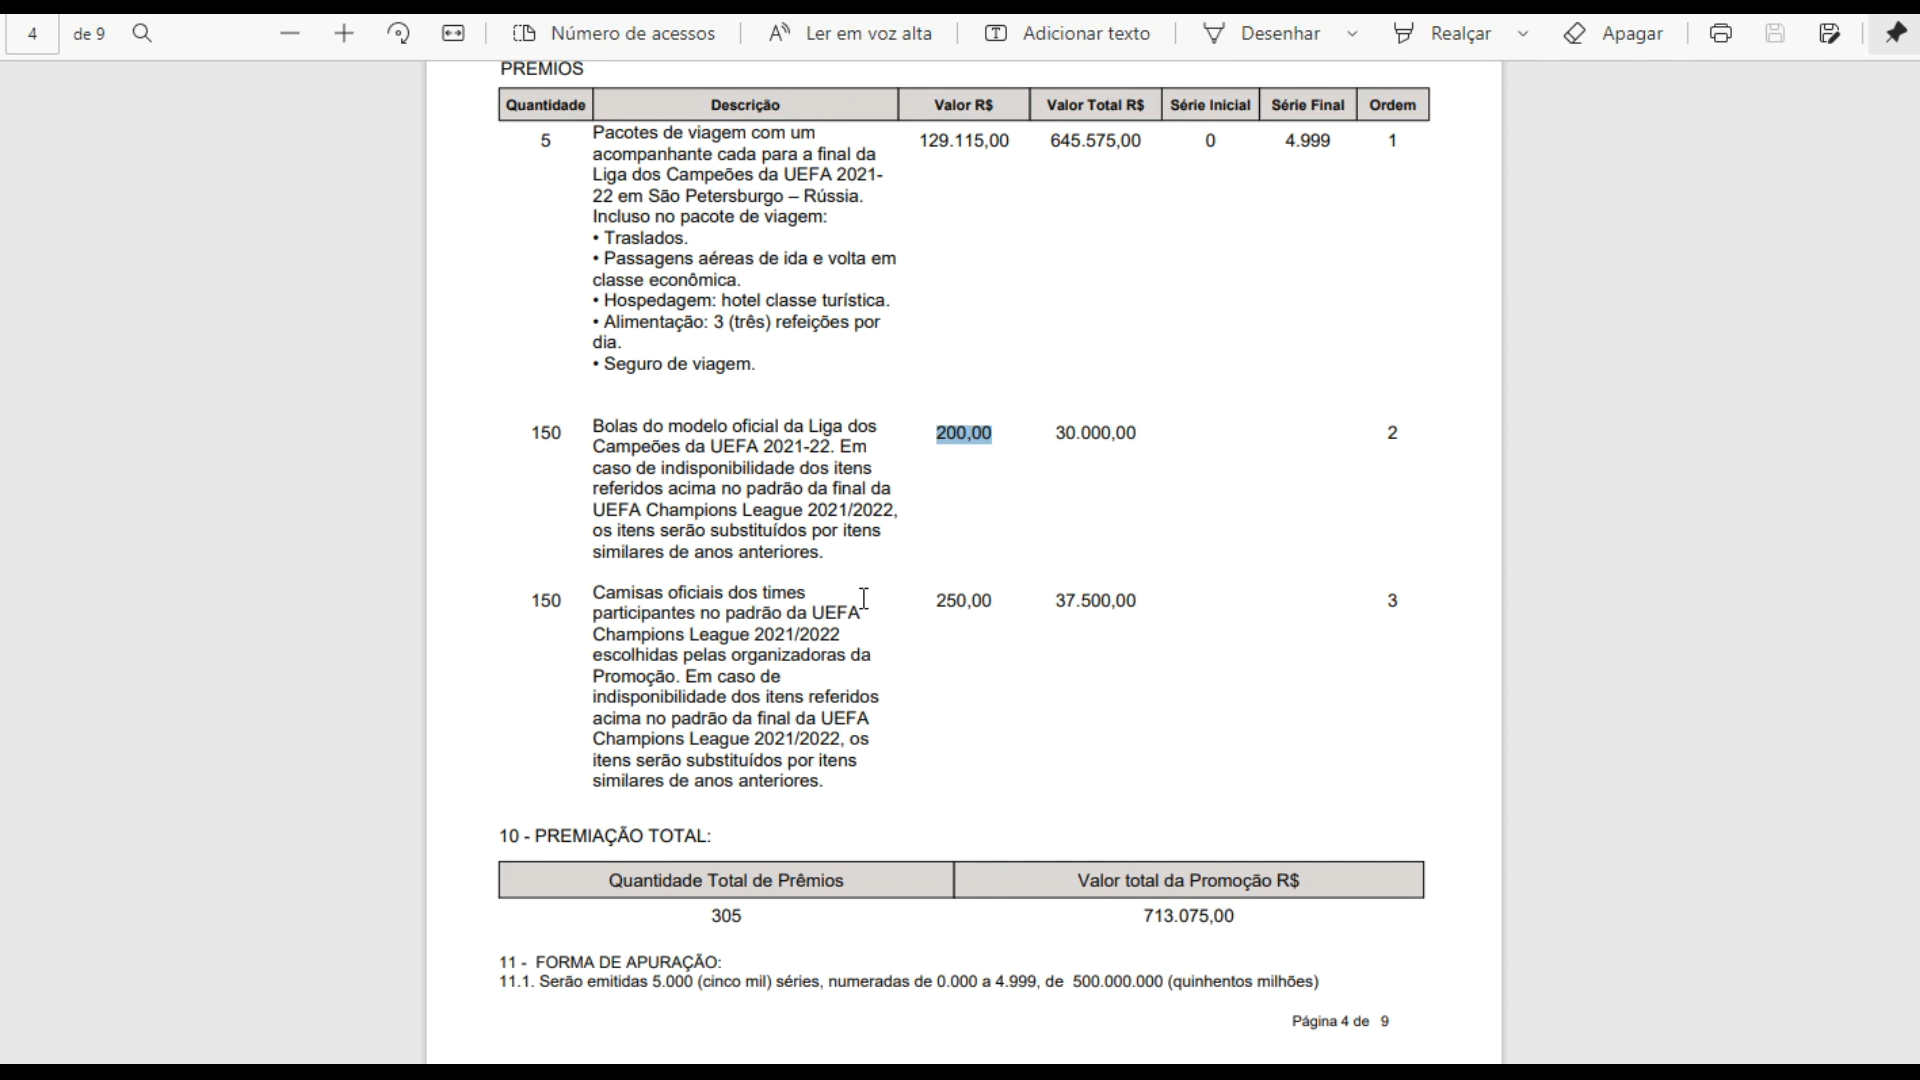 4 de 9 Número de acessos Ler em voz alta Adicionar texto Desenhar Realçar Apagar
PREMIOS
Quantidade Descrição Valor R$ Valor Total R$ Série Inicial Série Final Ordem
5 Pacotes de viagem com um 129.115,00 645.575,00 0 4.999 1
acompanhante cada para a final da
Liga dos Campeões da UEFA 2021-
22 em São Petersburgo – Rússia.
Incluso no pacote de viagem:
• Traslados.
• Passagens aéreas de ida e volta em
classe econômica.
• Hospedagem: hotel classe turística.
• Alimentação: 3 (três) refeições por
dia.
• Seguro de viagem.
150 Bolas do modelo oficial da Liga dos 200,00 30.000,00 2
Campeões da UEFA 2021-22. Em
caso de indisponibilidade dos itens
referidos acima no padrão da final da
UEFA Champions League 2021/2022,
os itens serão substituídos por itens
similares de anos anteriores.
150 Camisas oficiais dos times 250,00 37.500,00 3
participantes no padrão da UEFA
Champions League 2021/2022
escolhidas pelas organizadoras da
Promoção. Em caso de
indisponibilidade dos itens referidos
acima no padrão da final da UEFA
Champions League 2021/2022, os
itens serão substituídos por itens
similares de anos anteriores.
10 - PREMIAÇÃO TOTAL:
Quantidade Total de Prêmios Valor total da Promoção R$
305 713.075,00
11 - FORMA DE APURAÇÃO:
11.1. Serão emitidas 5.000 (cinco mil) séries, numeradas de 0.000 a 4.999, de 500.000.000 (quinhentos milhões)
Página 4 de 9